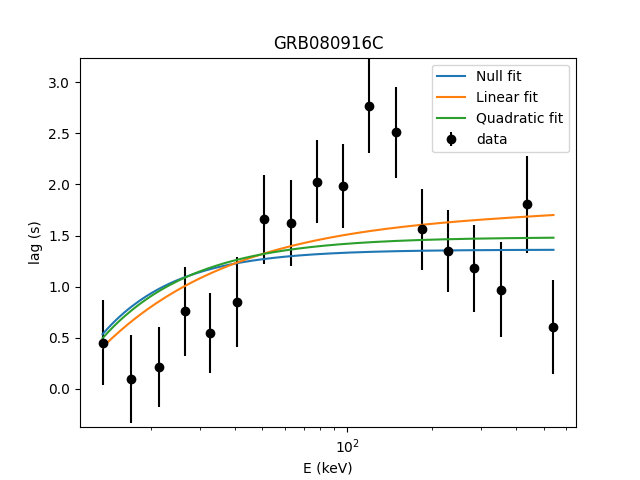 GRB080916C
lag (s)
3.0
2.5
2.0
1.5
1.0
0.5
0.0
Null fit
Linear fit
Quadratic fit
data
10²
E (keV)